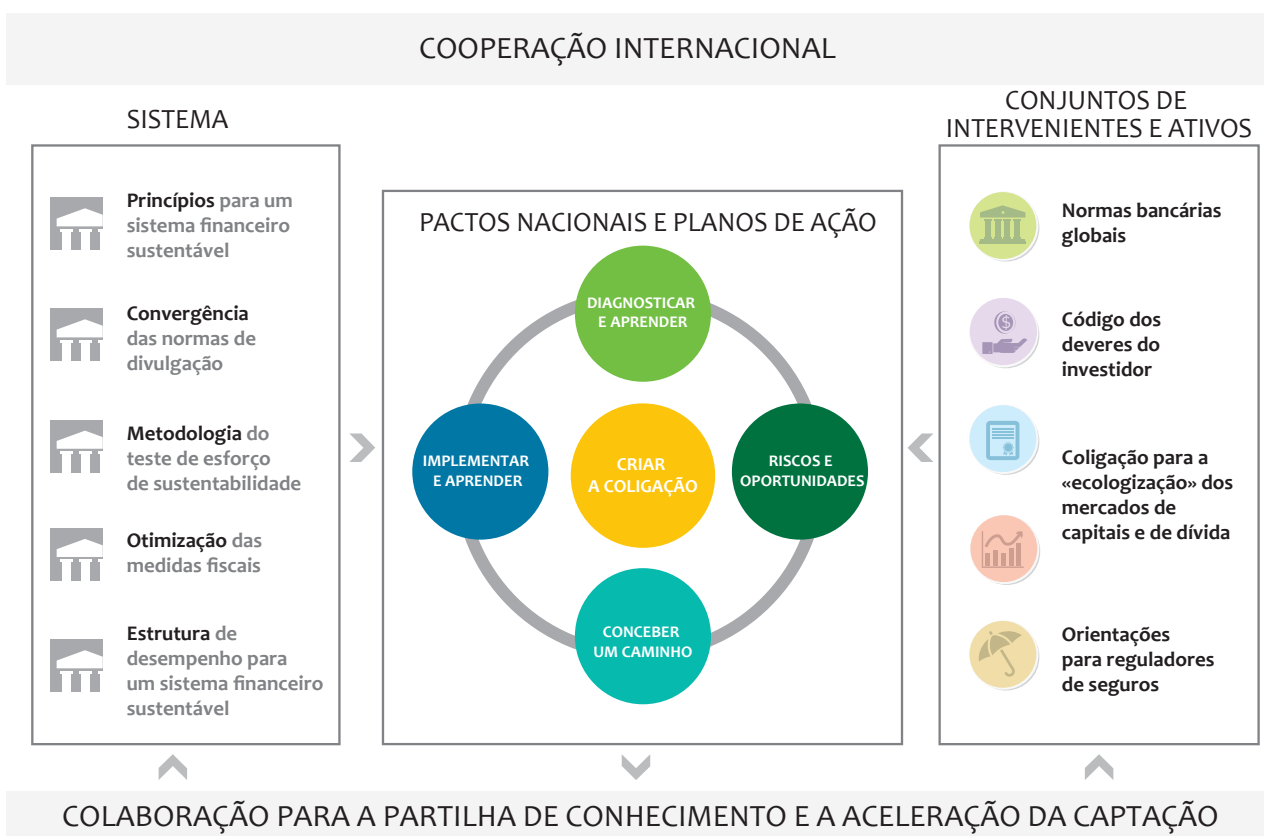 COOPERAÇÃO INTERNACIONAL
SISTEMA
Princípios para um
sistema financeiro
sustentável
Convergência
das normas de
divulgação
Metodologia do
teste de esforço
de sustentabilidade
Otimização das
medidas fiscais
Estrutura de
desempenho para
um sistema financeiro
sustentável
PACTOS NACIONAIS E PLANOS DE AÇÃO
DIAGNOSTICAR
E APRENDER
IMPLEMENTAR
E APRENDER
CRIAR
A COLIGAÇÃO
RISCOS E
OPORTUNIDADES
CONCEBER
UM CAMINHO
CONJUNTOS DE
INTERVENIENTES E ATIVOS
Normas bancárias
globais
$
Código dos
deveres do
investidor
Coligação para a
«ecologização» dos
mercados de
capitais e de dívida
Orientações
para reguladores
de seguros
COLABORAÇÃO PARA A PARTILHA DE CONHECIMENTO E A ACELERAÇÃO DA CAPTAÇÃO